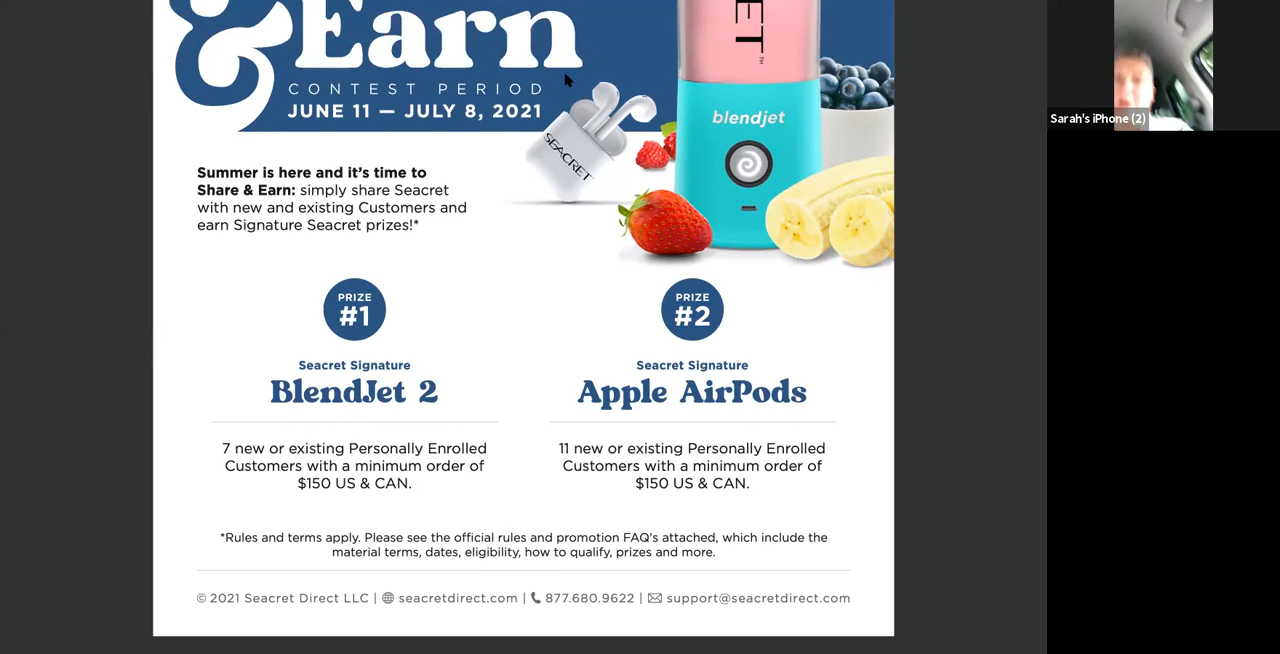 & Earn
CONTEST PERIOD
JUNE 11 — JULY 8, 2021
SEACRET
ET™
blendjet
Sarah's iPhone (2)
Summer is here and it's time to
Share & Earn: simply share Seacret
with new and existing Customers and
earn Signature Seacret prizes!*
PRIZE
#1
Seacret Signature
BlendJet 2
7 new or existing Personally Enrolled
Customers with a minimum order of
$150 US & CAN.
PRIZE
#2
Seacret Signature
Apple AirPods
11 new or existing Personally Enrolled
Customers with a minimum order of
$150 US & CAN.
*Rules and terms apply. Please see the official rules and promotion FAQ's attached, which include the
material terms, dates, eligibility, how to qualify, prizes and more.
© 2021 Seacret Direct LLC | seacretdirect.com | 877.680.9622 | support@seacretdirect.com